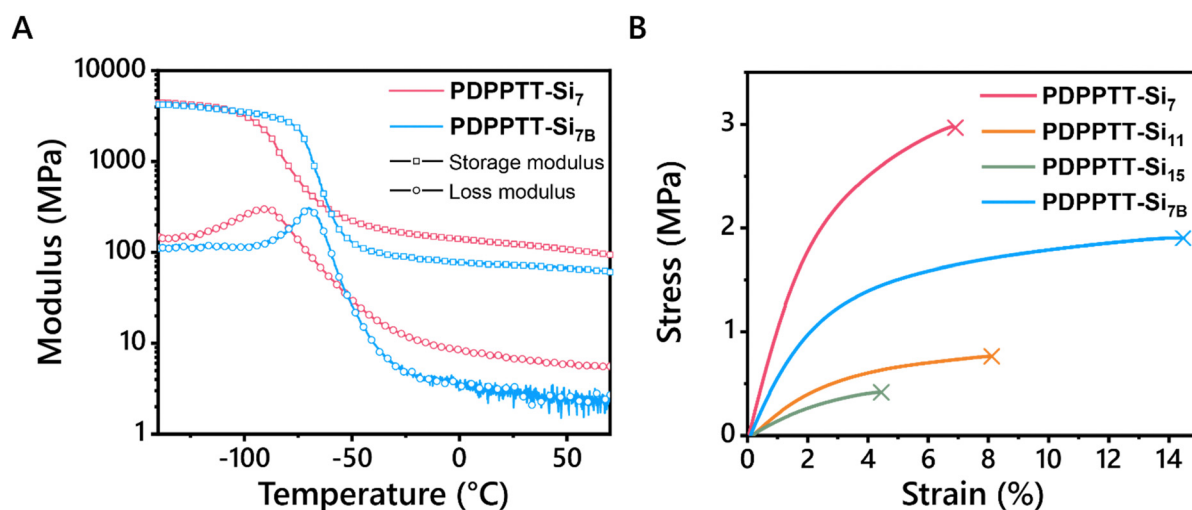 A
10000
1000
100
10
1
Modulus (MPa)
-100
-50
0
50
Temperature (°C)
PDPPTT-Si₇
PDPPTT-Si₇B
Storage modulus
Loss modulus
B
3
2
1
0
Stress (MPa)
0
2
4
6
8
10
12
14
Strain (%)
PDPPTT-Si₇
PDPPTT-Si₁₁
PDPPTT-Si₁₅
PDPPTT-Si₇B